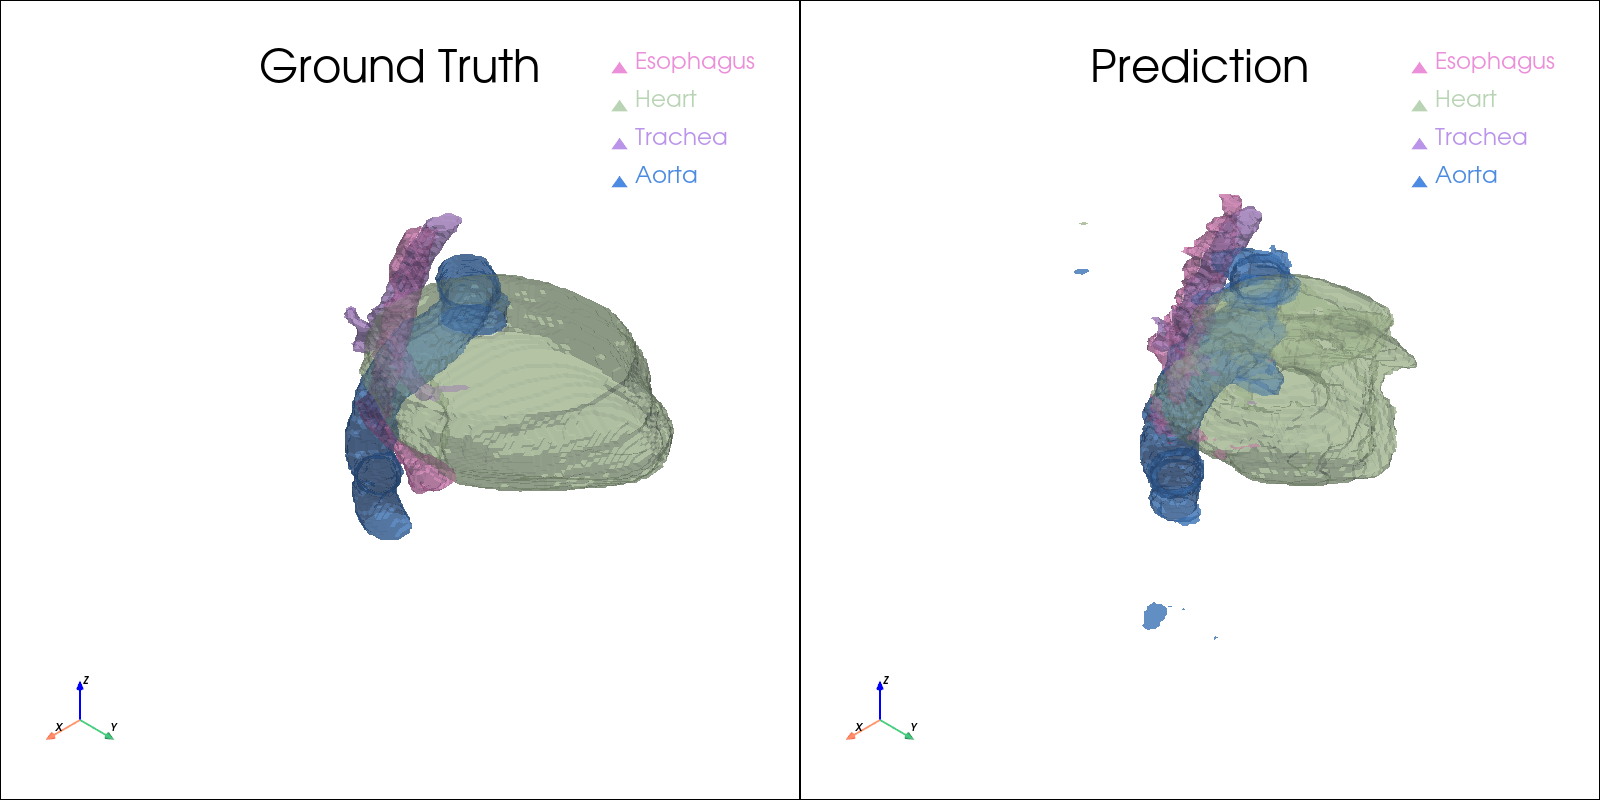 Ground Truth
Esophagus
Heart
Trachea
Aorta
Z
X
Y
Prediction
Esophagus
Heart
Trachea
Aorta
Z
X
Y